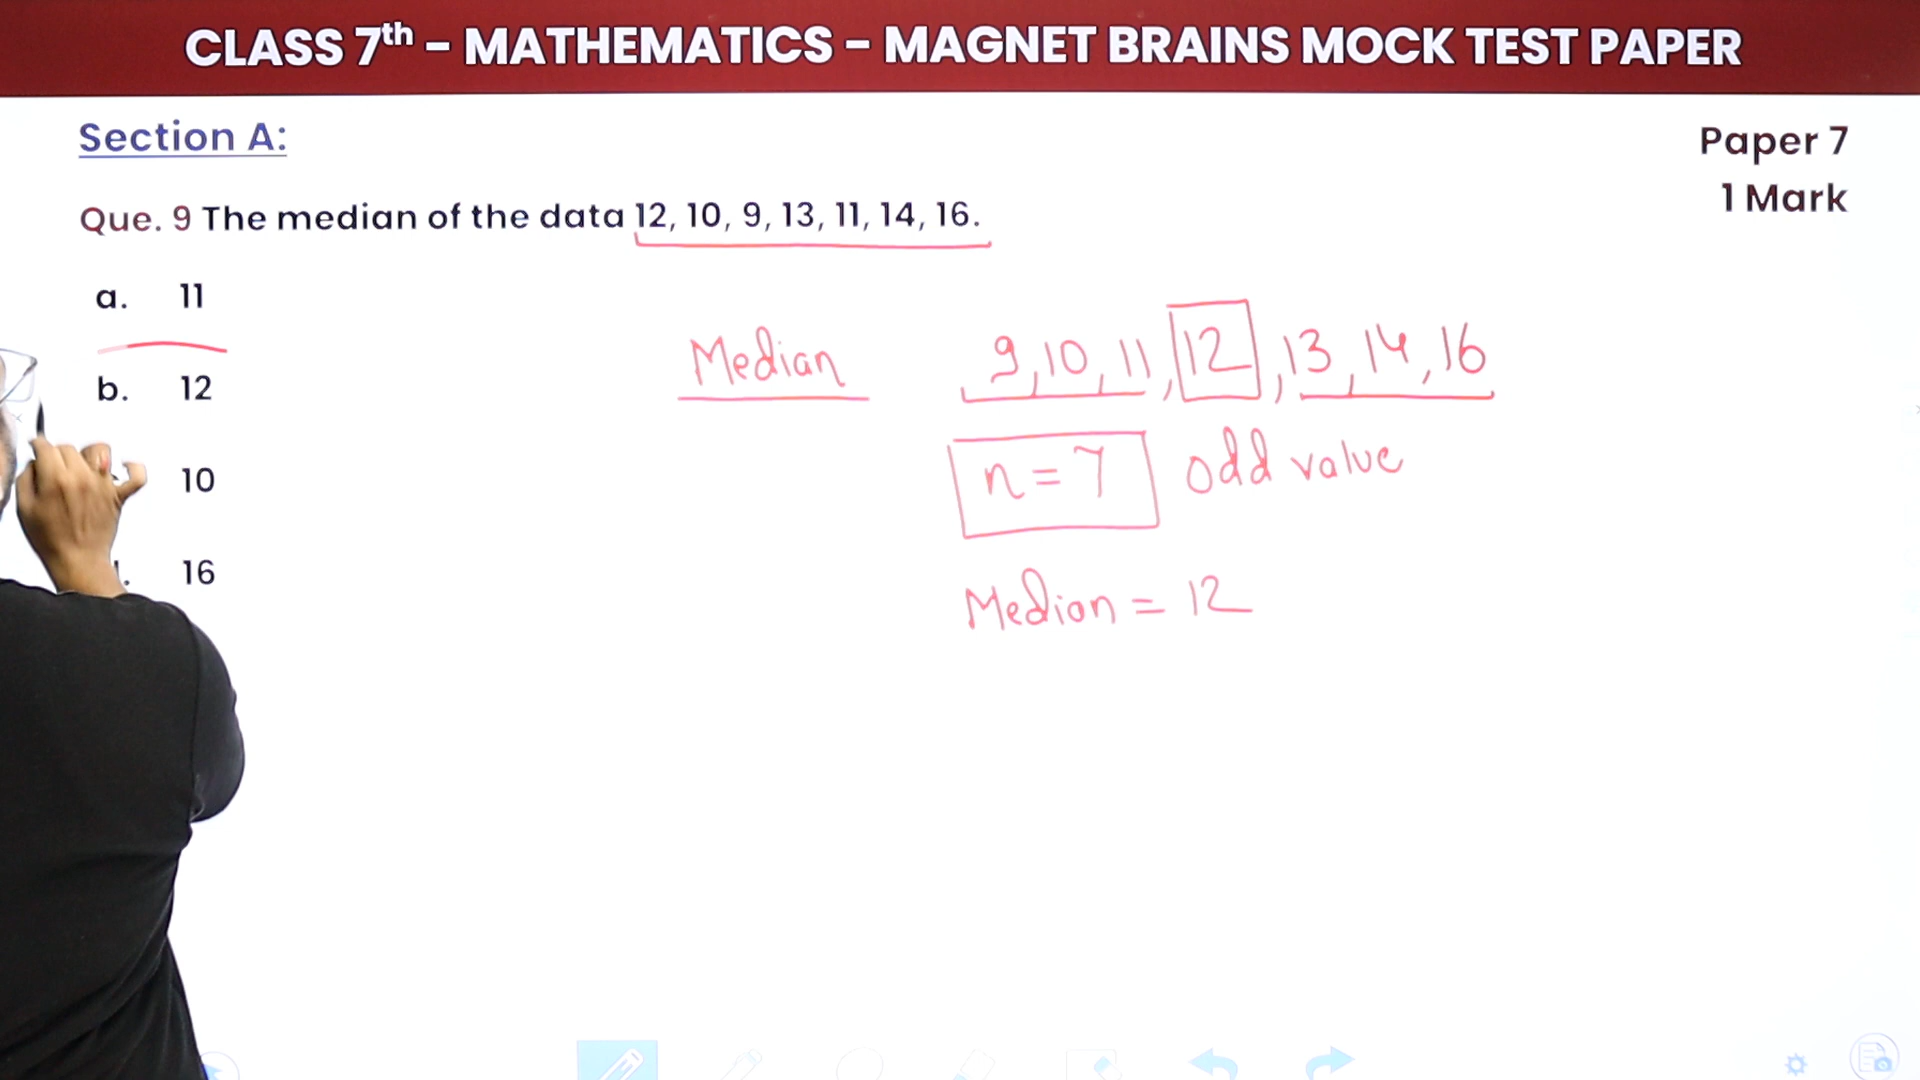 CLASS 7th – MATHEMATICS – MAGNET BRAINS MOCK TEST PAPER
Section A:
Paper 7
1 Mark
Que. 9 The median of the data 12, 10, 9, 13, 11, 14, 16.
a. 11
b. 12
10
16
Median 9, 10, 11, 12, 13, 14, 16
n = 7 odd value
Median = 12